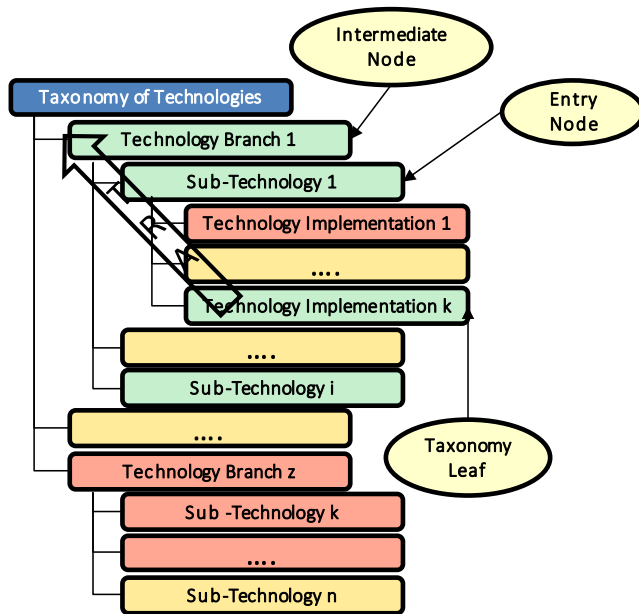 Intermediate
Node
Taxonomy of Technologies
Entry
Node
Technology Branch 1
Sub-Technology 1
Technology Implementation 1
....
Technology Implementation k
....
Sub-Technology i
....
Taxonomy
Leaf
Technology Branch z
Sub -Technology k
....
Sub-Technology n